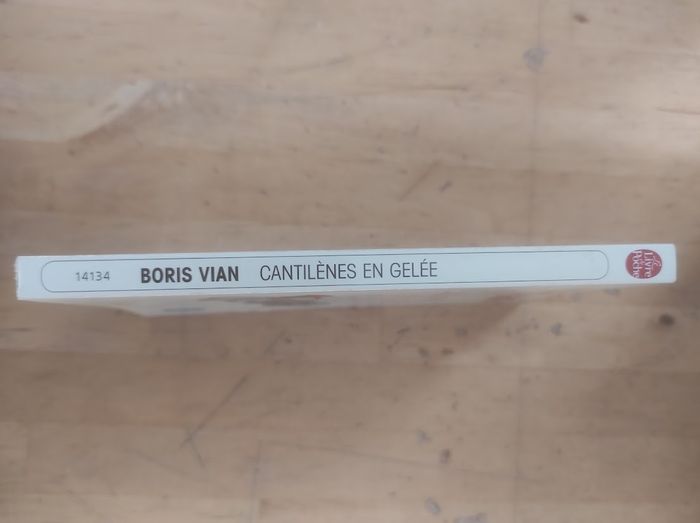 14134 BORIS VIAN CANTILÈNES EN GELÉE
Le Livre de Poche